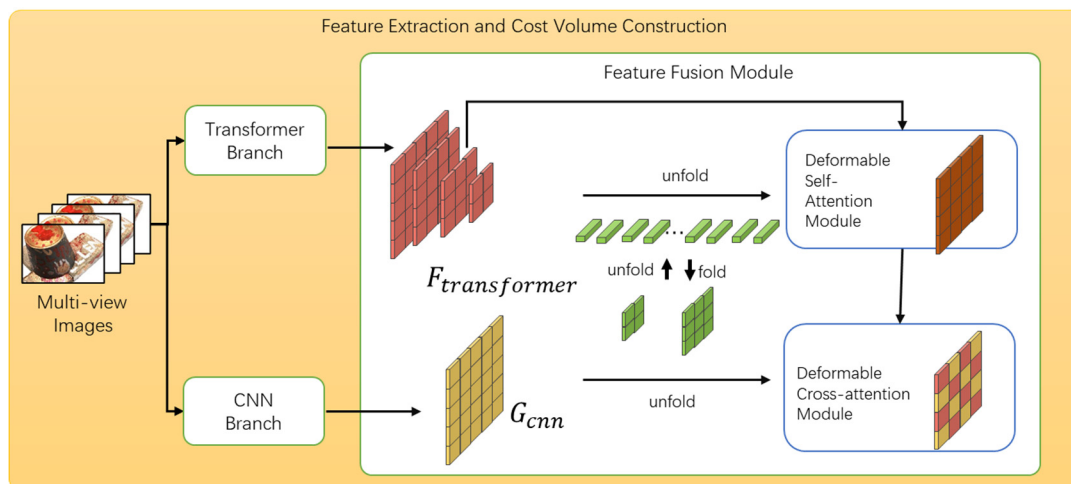 Feature Extraction and Cost Volume Construction
Feature Fusion Module
Transformer
Branch
Deformable
Self-
Attention
Module
unfold
unfold
fold
Multi-view
Images
F_transformer
CNN
Branch
G_cnn
unfold
Deformable
Cross-attention
Module